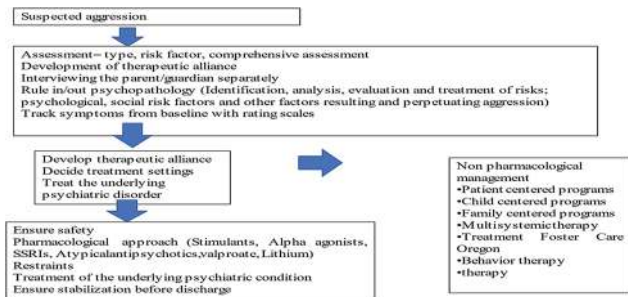 Suspected aggression
Assessment– type, risk factor, comprehensive assessment
Development of therapeutic alliance
Interviewing the parent/guardian separately
Rule in/out psychopathology (Identification, analysis, evaluation and treatment of risks;
psychological, social risk factors and other factors resulting and perpetuating aggression)
Track symptoms from baseline with rating scales
Develop therapeutic alliance
Decide treatment settings
Treat the underlying
psychiatric disorder
Non pharmacological
management
•Patient centered programs
•Child centered programs
•Family centered programs
•Multisystemictherapy
•Treatment Foster Care
Oregon
•Behavior therapy
•therapy
Ensure safety
Pharmacological approach (Stimulants, Alpha agonists,
SSRIs, Atypicalantipsychotics,valproate, Lithium)
Restraints
Treatment of the underlying psychiatric condition
Ensure stabilization before discharge